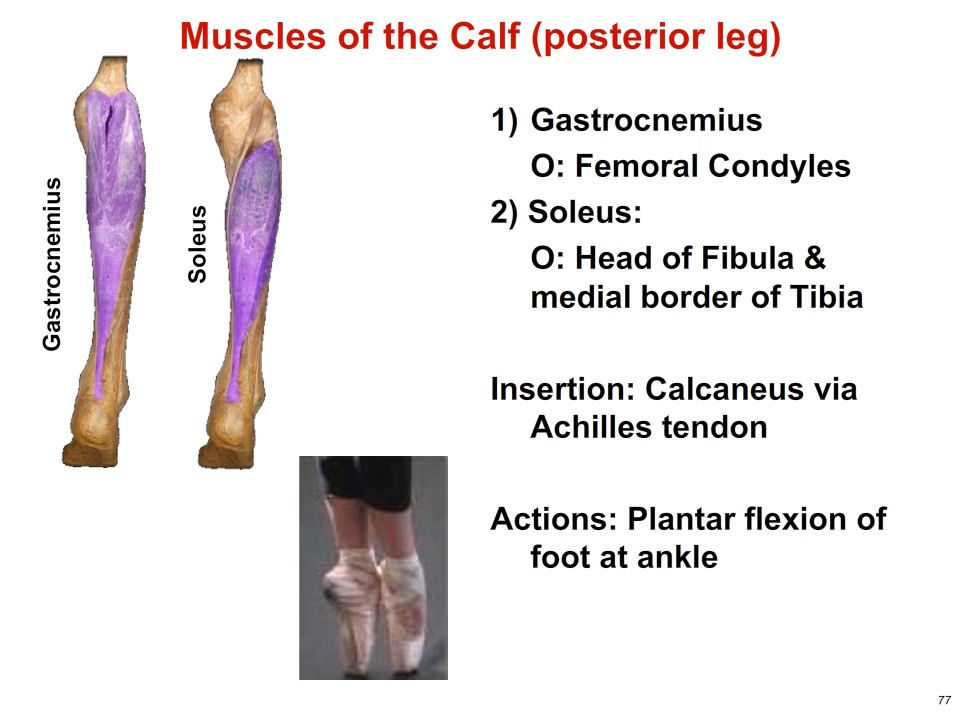 Muscles of the Calf (posterior leg)
Gastrocnemius
Soleus
1) Gastrocnemius
O: Femoral Condyles
2) Soleus:
O: Head of Fibula &
medial border of Tibia
Insertion: Calcaneus via
Achilles tendon
Actions: Plantar flexion of
foot at ankle
77